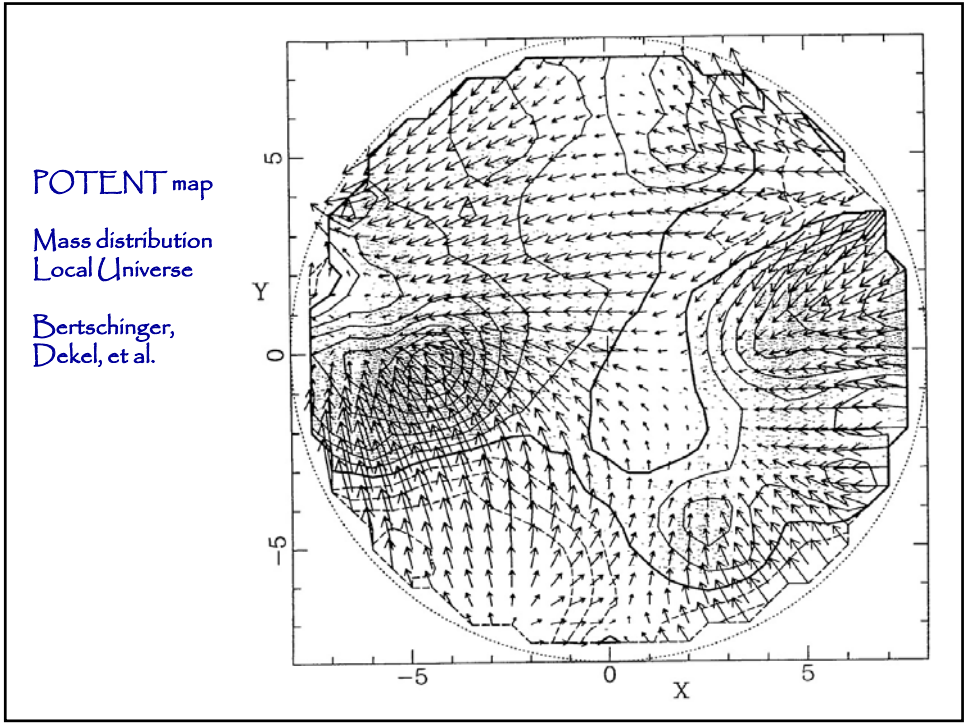 POTENT map
Mass distribution
Local Universe
Bertschinger,
Dekel, et al.
5
Y
0
−5
−5
0
5
X